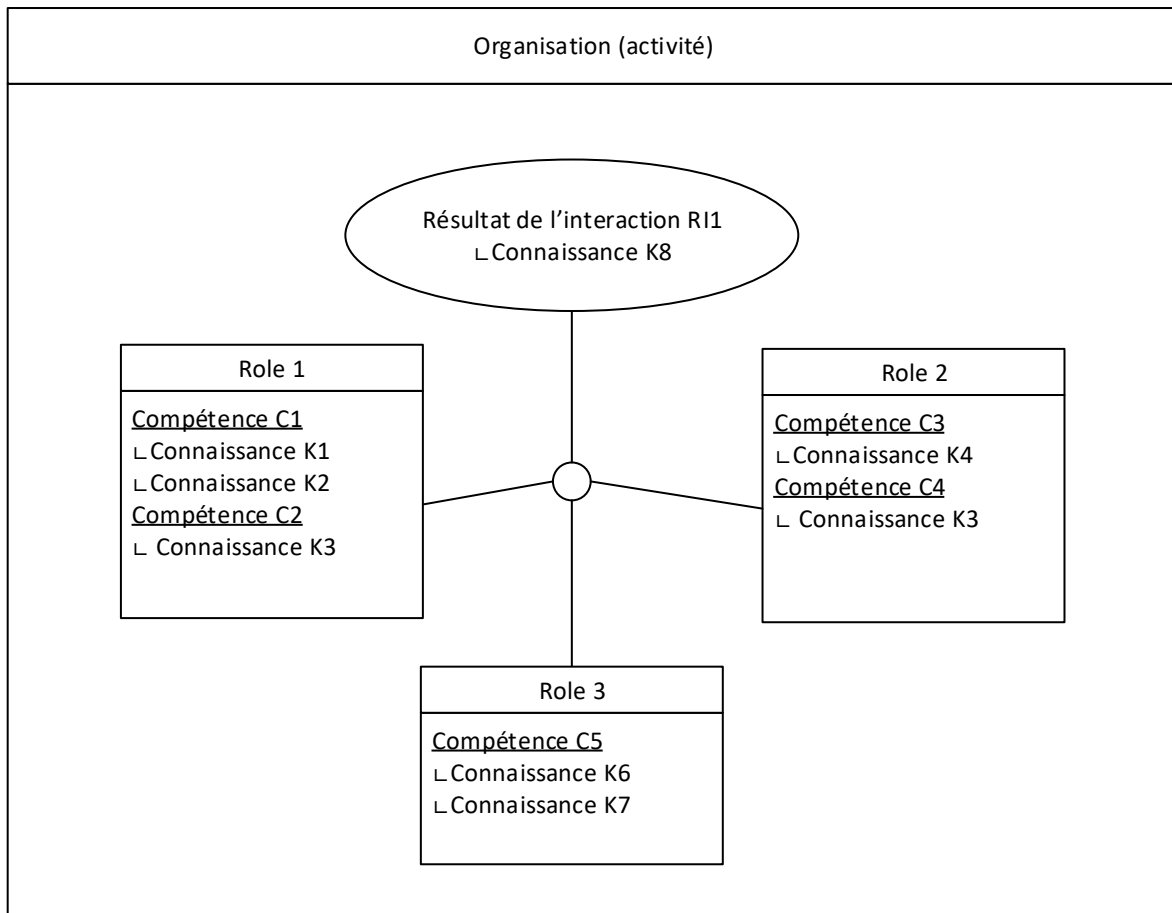 Organisation (activité)
Résultat de l’interaction RI1
∟Connaissance K8
Role 1
Compétence C1
∟Connaissance K1
∟Connaissance K2
Compétence C2
∟ Connaissance K3
Role 2
Compétence C3
∟Connaissance K4
Compétence C4
∟ Connaissance K3
Role 3
Compétence C5
∟Connaissance K6
∟Connaissance K7